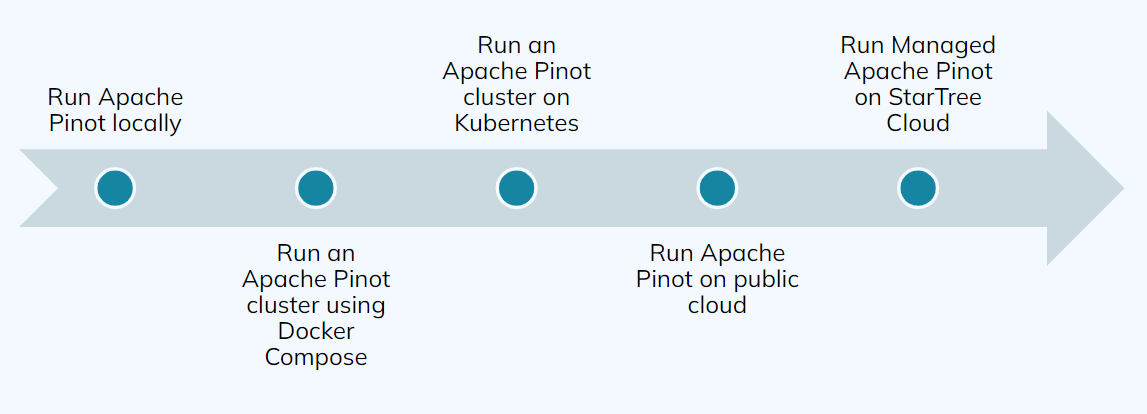 Run Apache
Pinot locally
Run an
Apache Pinot
cluster using
Docker
Compose
Run an
Apache Pinot
cluster on
Kubernetes
Run Apache
Pinot on public
cloud
Run Managed
Apache Pinot
on StarTree
Cloud